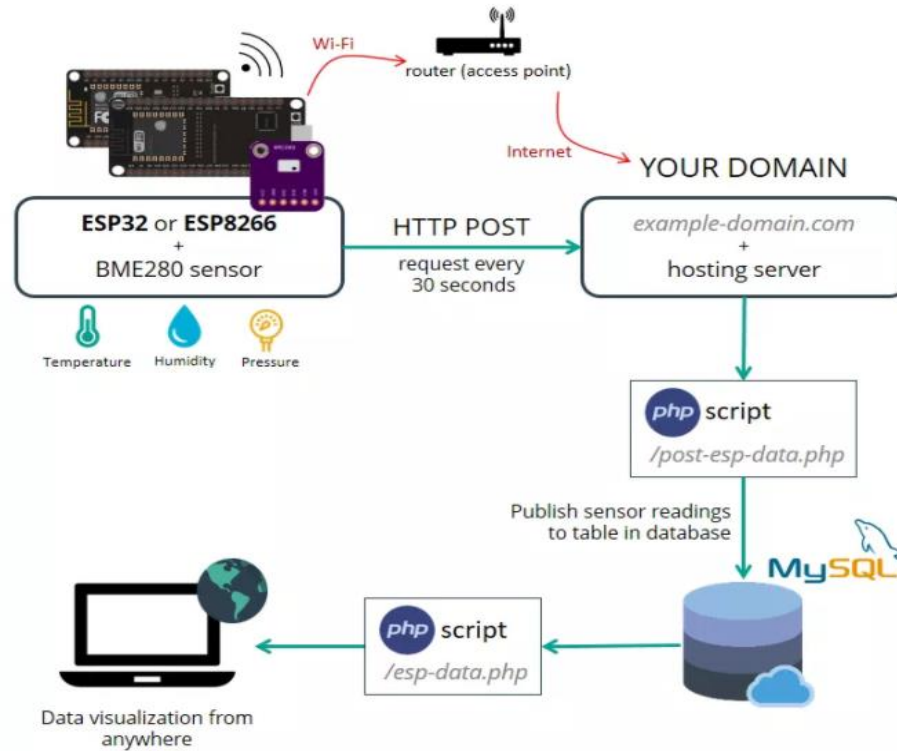 Wi-Fi
router (access point)
Internet
YOUR DOMAIN
ESP32 or ESP8266
+
BME280 sensor
HTTP POST
request every
30 seconds
example-domain.com
+
hosting server
Temperature
Humidity
Pressure
php script
/post-esp-data.php
Publish sensor readings
to table in database
MySQL
php script
/esp-data.php
Data visualization from
anywhere